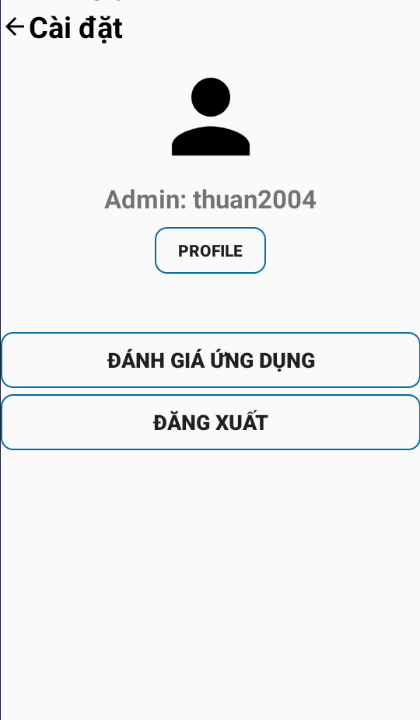 Cài đặt
Admin: thuan2004
PROFILE
ĐÁNH GIÁ ỨNG DỤNG
ĐĂNG XUẤT